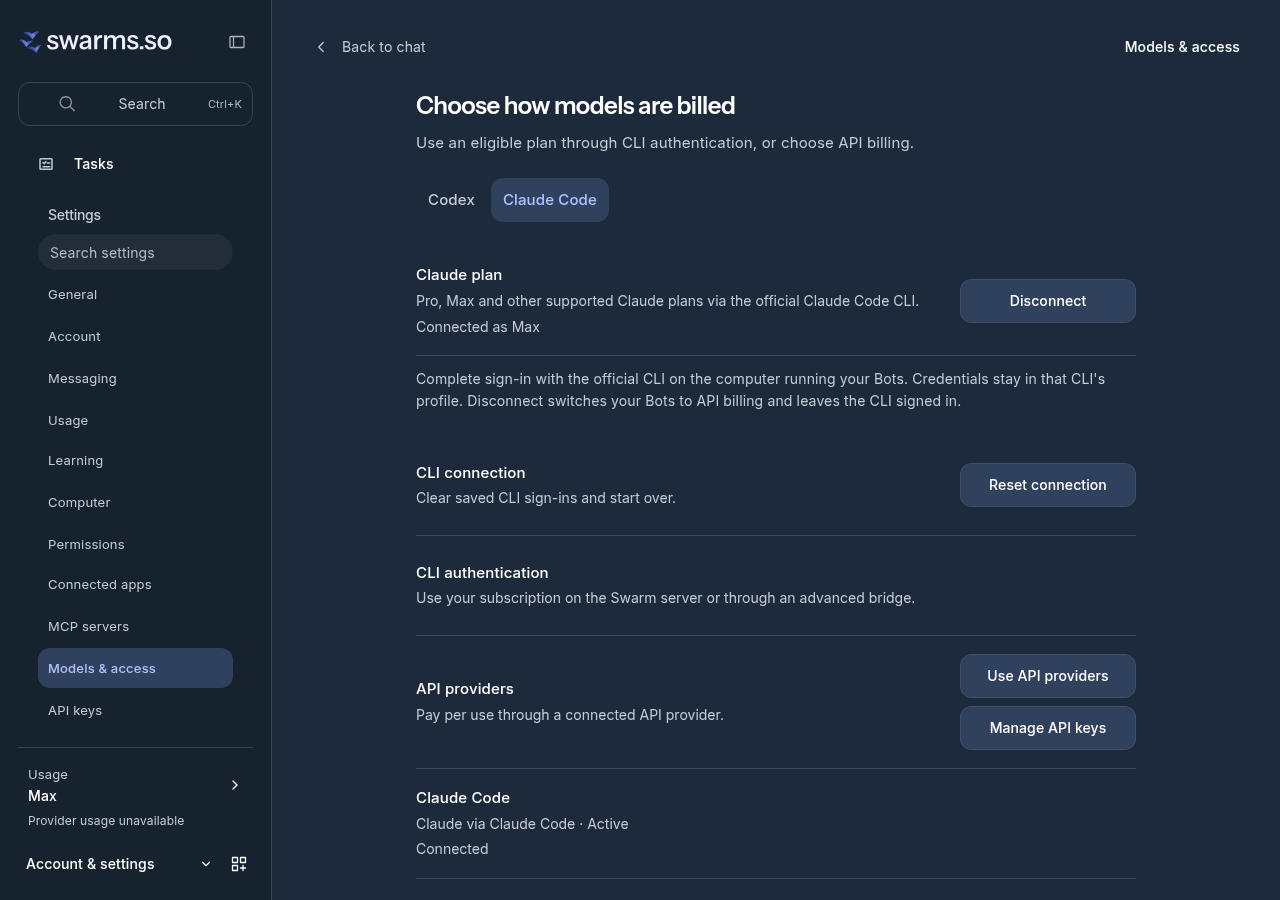 swarms.so
Search
Ctrl+K
Tasks
Settings
Search settings
General
Account
Messaging
Usage
Learning
Computer
Permissions
Connected apps
MCP servers
Models & access
API keys
Usage
Max
Provider usage unavailable
Account & settings
Back to chat
Models & access
Choose how models are billed
Use an eligible plan through CLI authentication, or choose API billing.
Codex
Claude Code
Claude plan
Pro, Max and other supported Claude plans via the official Claude Code CLI.
Connected as Max
Disconnect
Complete sign-in with the official CLI on the computer running your Bots. Credentials stay in that CLI's
profile. Disconnect switches your Bots to API billing and leaves the CLI signed in.
CLI connection
Clear saved CLI sign-ins and start over.
Reset connection
CLI authentication
Use your subscription on the Swarm server or through an advanced bridge.
API providers
Pay per use through a connected API provider.
Use API providers
Manage API keys
Claude Code
Claude via Claude Code · Active
Connected